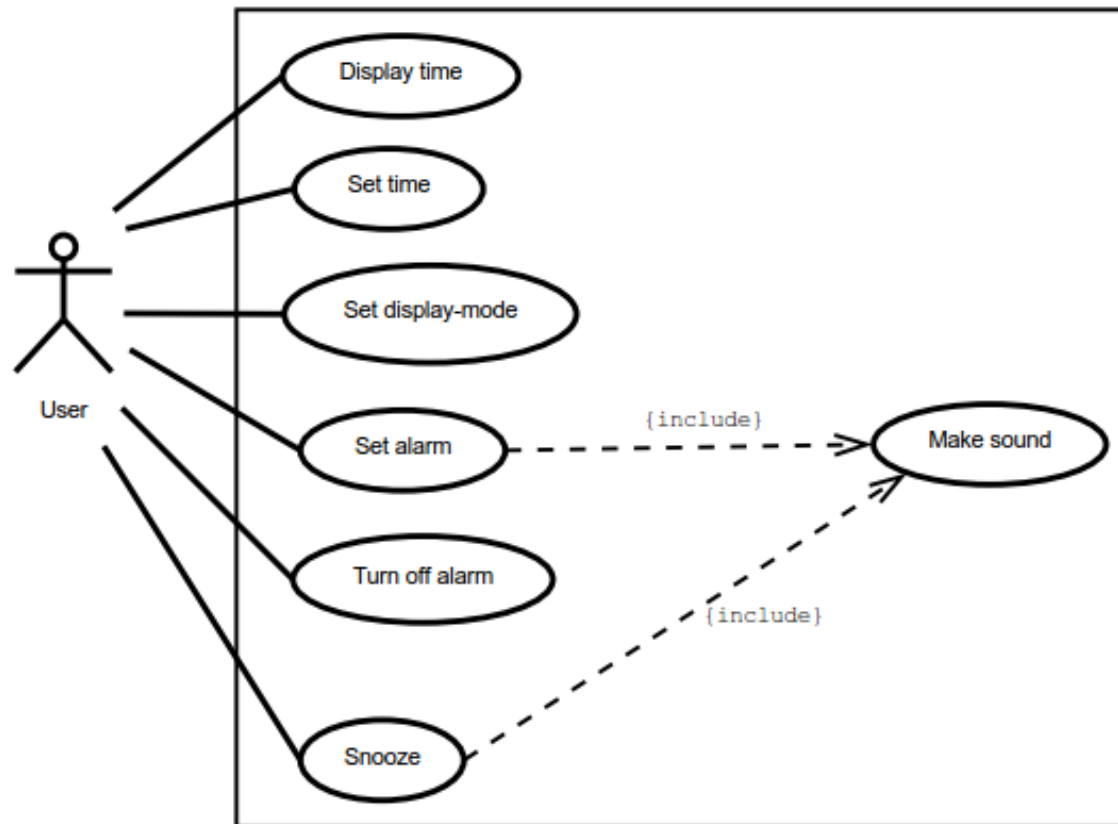 Display time
Set time
Set display-mode
User
Set alarm
{include}
Make sound
Turn off alarm
{include}
Snooze